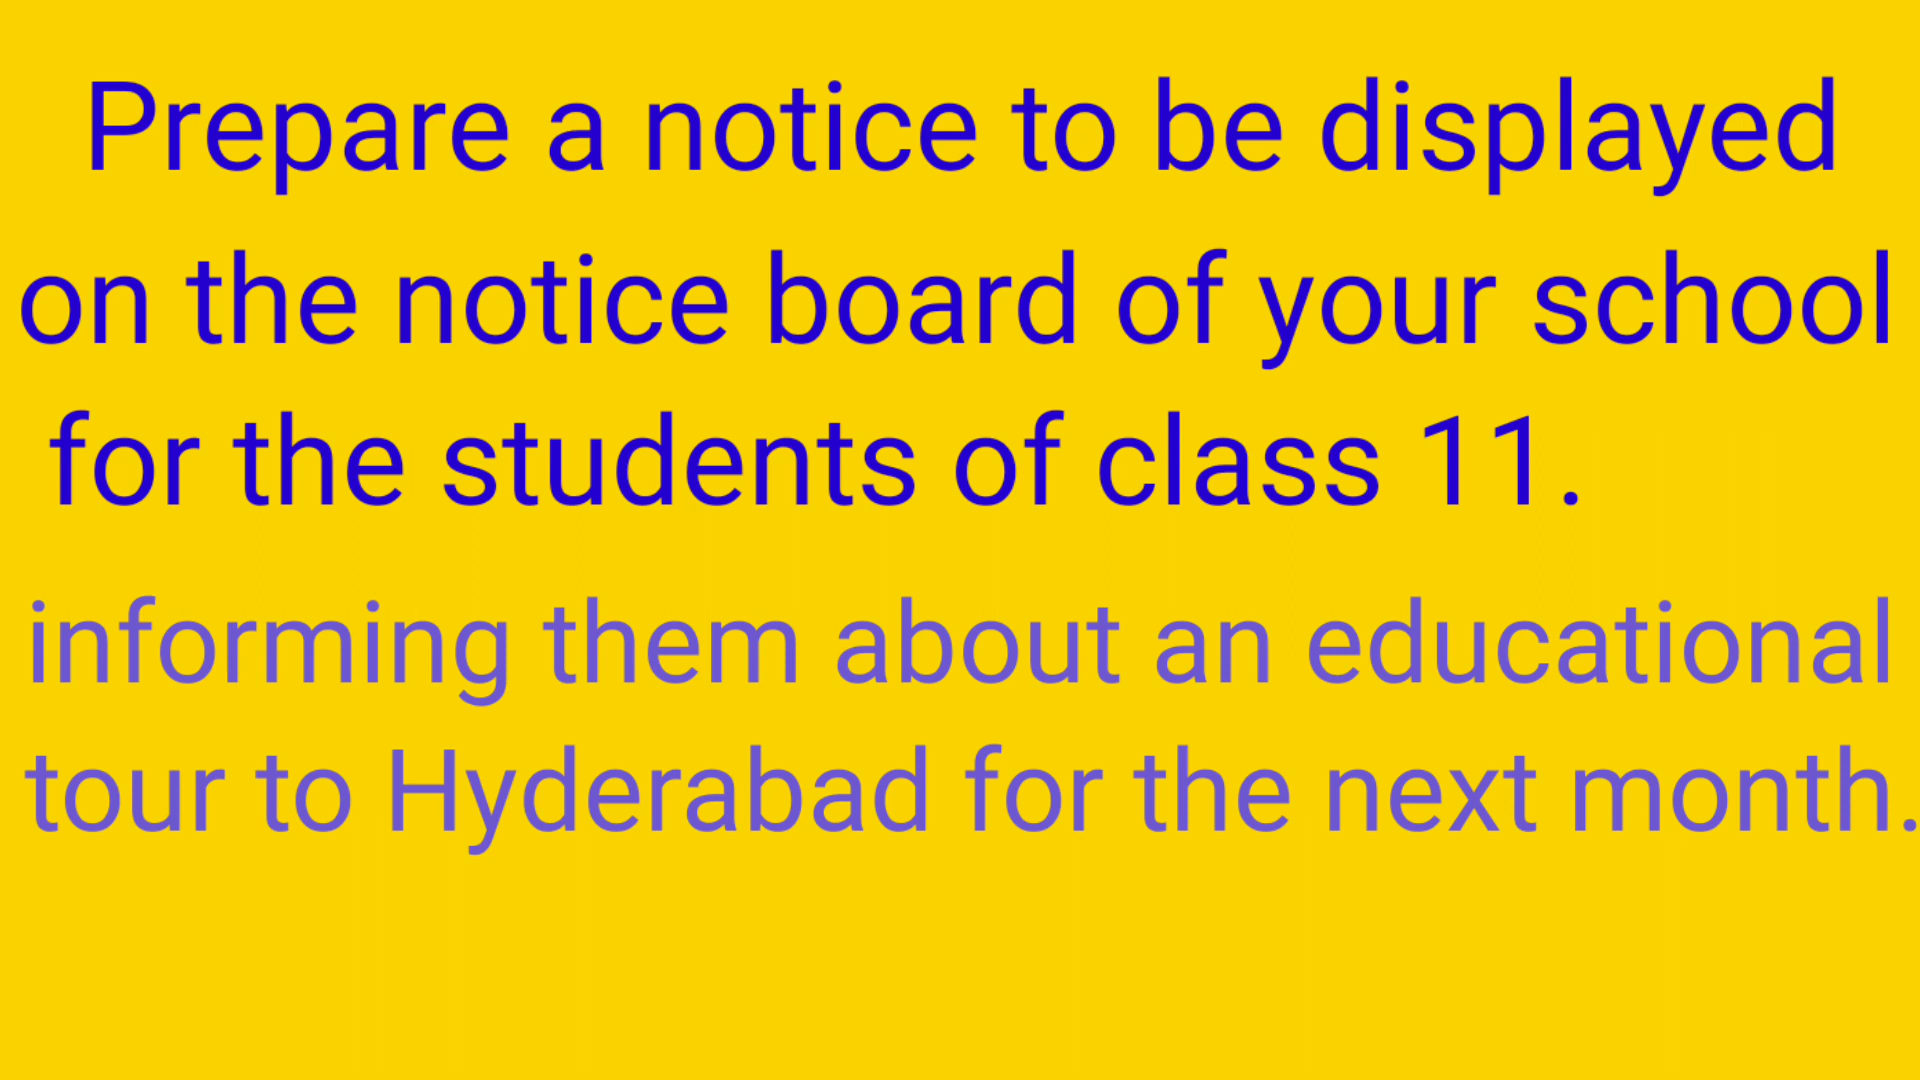 Prepare a notice to be displayed
on the notice board of your school
for the students of class 11.
informing them about an educational
tour to Hyderabad for the next month.